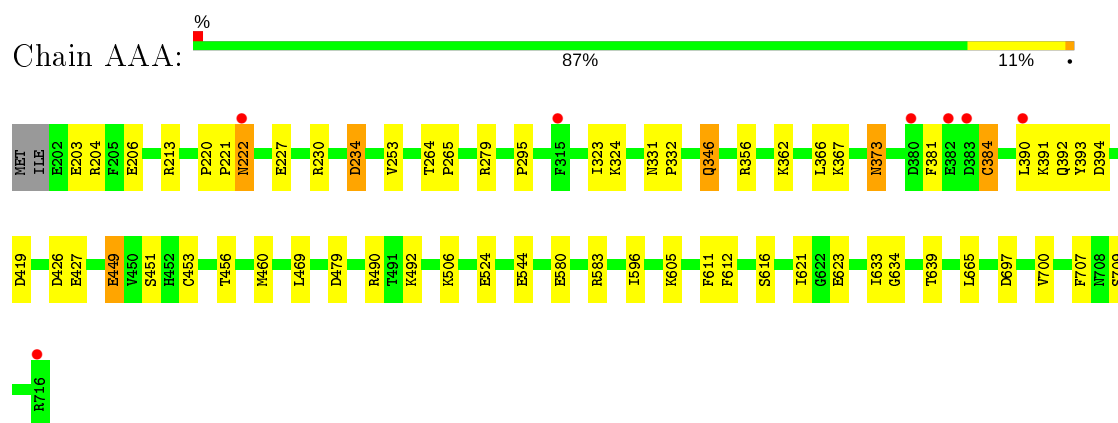 %
Chain AAA:
87% 11% •
MET ILE E202 E203 R204 F205 E206 R213 P220 P221 N222 E227 R230 D234 V253 T264 P265 R279 P295 F315 I323 K324 N331 P332 Q346 R356 K362 L366 K367 N373 D380 F381 E382 D383 C384 L390 K391 Q392 Y393 D394
D419 D426 E427 E449 V450 S451 H452 C453 T456 M460 L469 D479 R490 T491 K492 K506 E524 E544 E580 R583 I596 K605 F611 F612 S616 I621 G622 E623 I633 G634 T639 L665 D697 V700 F707 N708 S709
R716